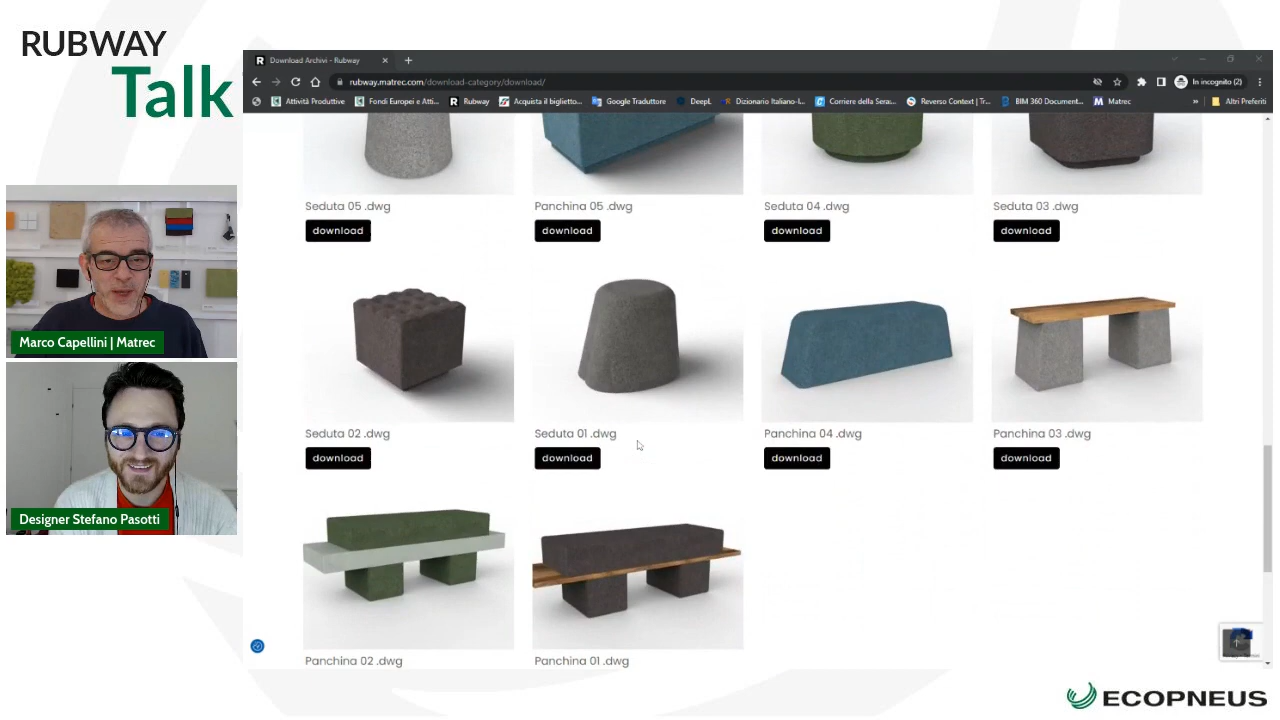 RUBWAY
Talk
Download Archivi - Rubway
rubway.matrec.com/download-category/download/
In incognito (2)
Attività Produttive
Fondi Europei e Atti...
Rubway
Acquista il biglietto...
Google Traduttore
DeepL
Dizionario Italiano-I...
Corriere della Sera...
Reverso Context | Tr...
BIM 360 Document...
Matrec
»
Altri Preferiti
Seduta 05 .dwg
Panchina 05 .dwg
Seduta 04 .dwg
Seduta 03 .dwg
download
download
download
download
Seduta 02 .dwg
Seduta 01 .dwg
Panchina 04 .dwg
Panchina 03 .dwg
download
download
download
download
Panchina 02 .dwg
Panchina 01 .dwg
Marco Capellini | Matrec
Designer Stefano Pasotti
ECOPNEUS